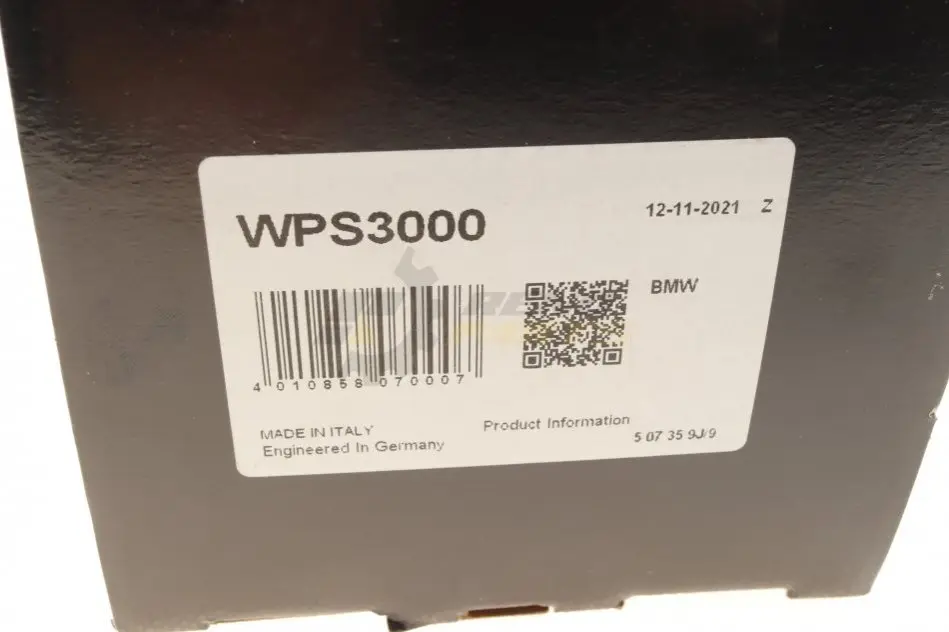 WPS3000
12-11-2021 Z
BMW
4 010858 070007
MADE IN ITALY
Engineered In Germany
Product Information
5 07 35 9J/9